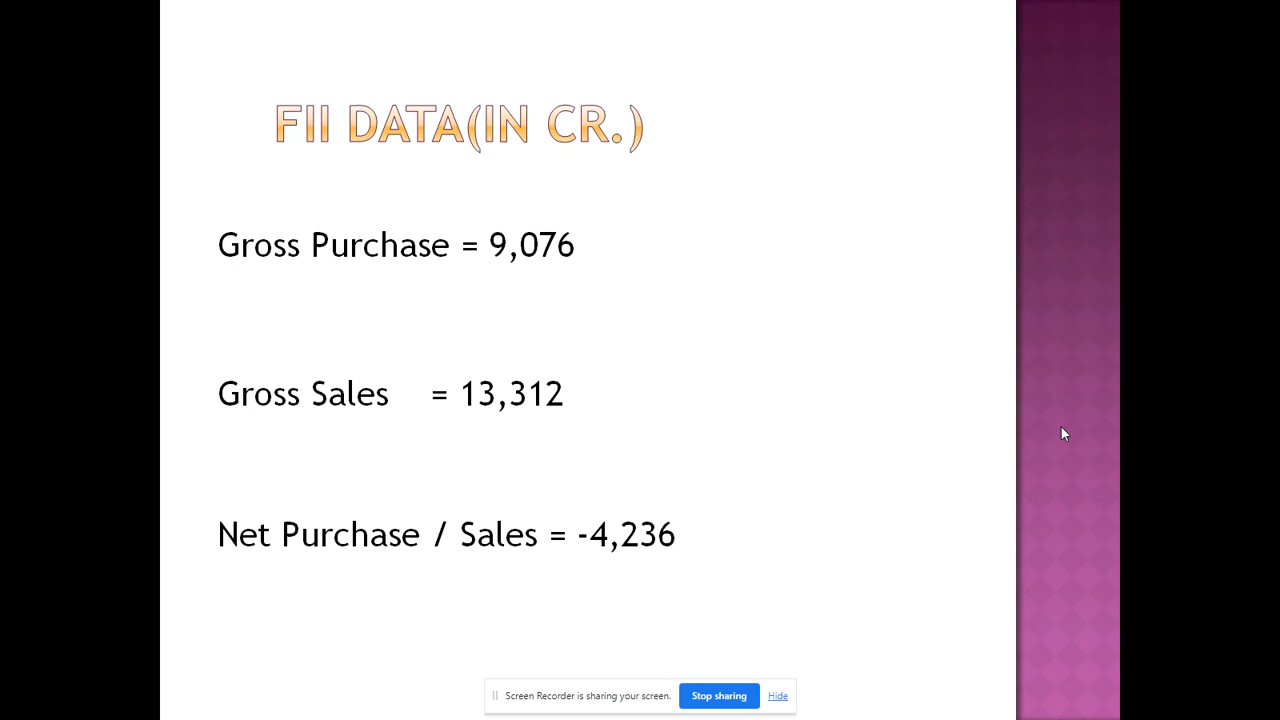 FII DATA(IN CR.)
Gross Purchase = 9,076
Gross Sales = 13,312
Net Purchase / Sales = -4,236
Screen Recorder is sharing your screen. Stop sharing Hide